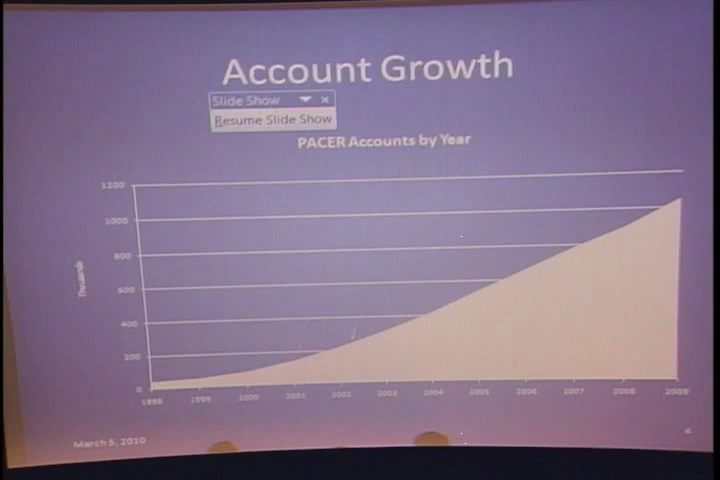 Account Growth
Slide Show
Resume Slide Show
PACER Accounts by Year
Thousands
1200
1000
800
600
400
200
0
1998 1999 2000 2001 2002 2003 2004 2005 2006 2007 2008 2009
March 5, 2010